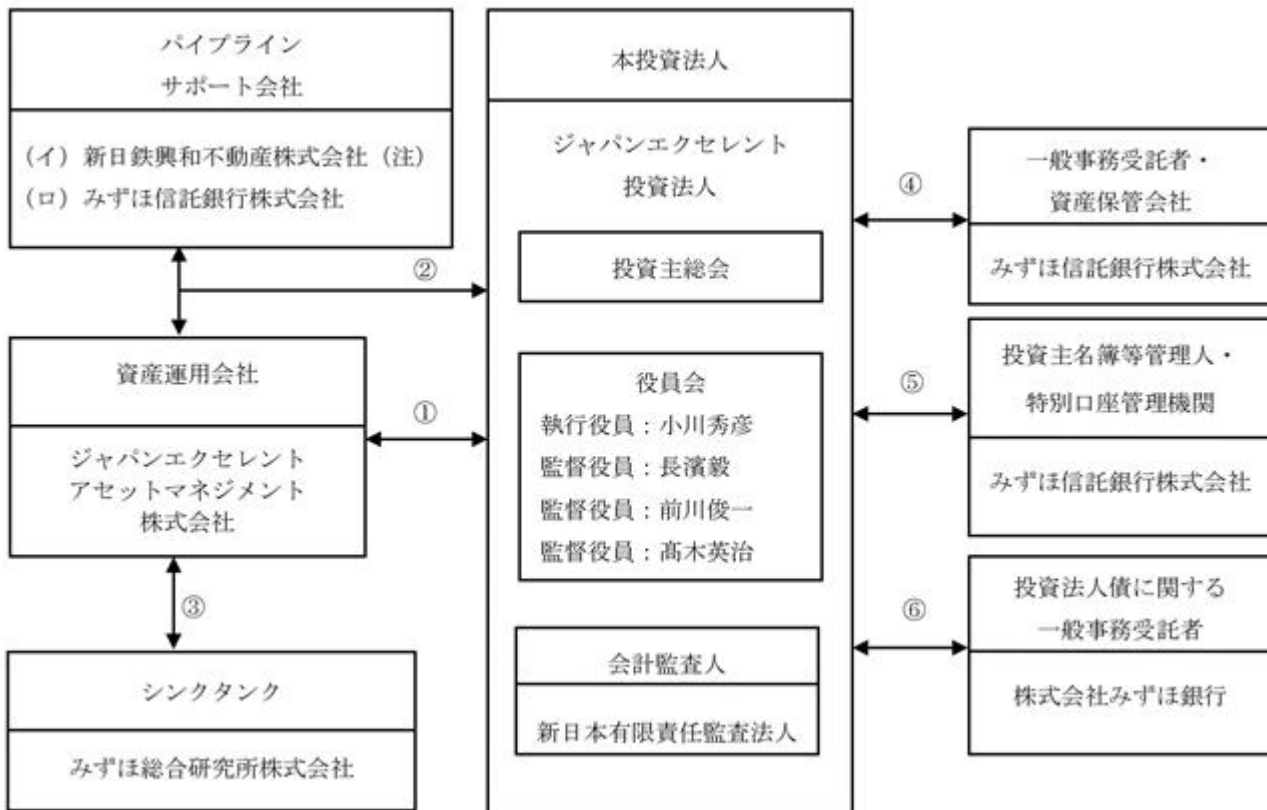 パイプライン
サポート会社
（イ）新日鉄興和不動産株式会社（注）
（ロ）みずほ信託銀行株式会社
②
資産運用会社
ジャパンエクセレント
アセットマネジメント
株式会社
①
③
シンクタンク
みずほ総合研究所株式会社
本投資法人
ジャパンエクセレント
投資法人
投資主総会
役員会
執行役員：小川秀彦
監督役員：長濱毅
監督役員：前川俊一
監督役員：髙木英治
会計監査人
新日本有限責任監査法人
④
一般事務受託者・
資産保管会社
みずほ信託銀行株式会社
⑤
投資主名簿等管理人・
特別口座管理機関
みずほ信託銀行株式会社
⑥
投資法人債に関する
一般事務受託者
株式会社みずほ銀行